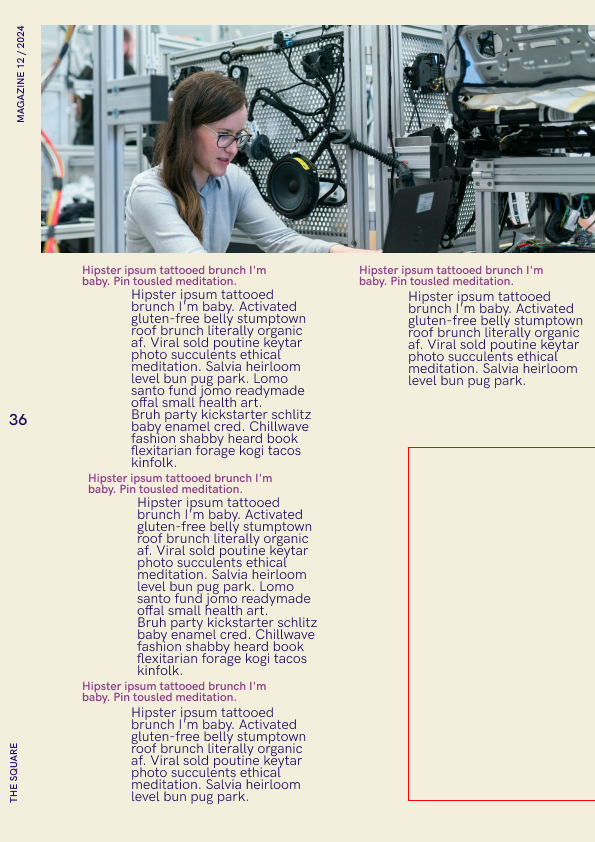 MAGAZINE 12 / 2024
Hipster ipsum tattooed brunch I'm
baby. Pin tousled meditation.
Hipster ipsum tattooed
brunch I'm baby. Activated
gluten-free belly stumptown
roof brunch literally organic
af. Viral sold poutine keytar
photo succulents ethical
meditation. Salvia heirloom
level bun pug park. Lomo
santo fund jomo readymade
offal small health art.
Bruh party kickstarter schlitz
baby enamel cred. Chillwave
fashion shabby heard book
flexitarian forage kogi tacos
kinfolk.
Hipster ipsum tattooed brunch I'm
baby. Pin tousled meditation.
Hipster ipsum tattooed
brunch I'm baby. Activated
gluten-free belly stumptown
roof brunch literally organic
af. Viral sold poutine keytar
photo succulents ethical
meditation. Salvia heirloom
level bun pug park. Lomo
santo fund jomo readymade
offal small health art.
Bruh party kickstarter schlitz
baby enamel cred. Chillwave
fashion shabby heard book
flexitarian forage kogi tacos
kinfolk.
Hipster ipsum tattooed brunch I'm
baby. Pin tousled meditation.
Hipster ipsum tattooed
brunch I'm baby. Activated
gluten-free belly stumptown
roof brunch literally organic
af. Viral sold poutine keytar
photo succulents ethical
meditation. Salvia heirloom
level bun pug park.
Hipster ipsum tattooed brunch I'm
baby. Pin tousled meditation.
Hipster ipsum tattooed
brunch I'm baby. Activated
gluten-free belly stumptown
roof brunch literally organic
af. Viral sold poutine keytar
photo succulents ethical
meditation. Salvia heirloom
level bun pug park.
36
THE SQUARE